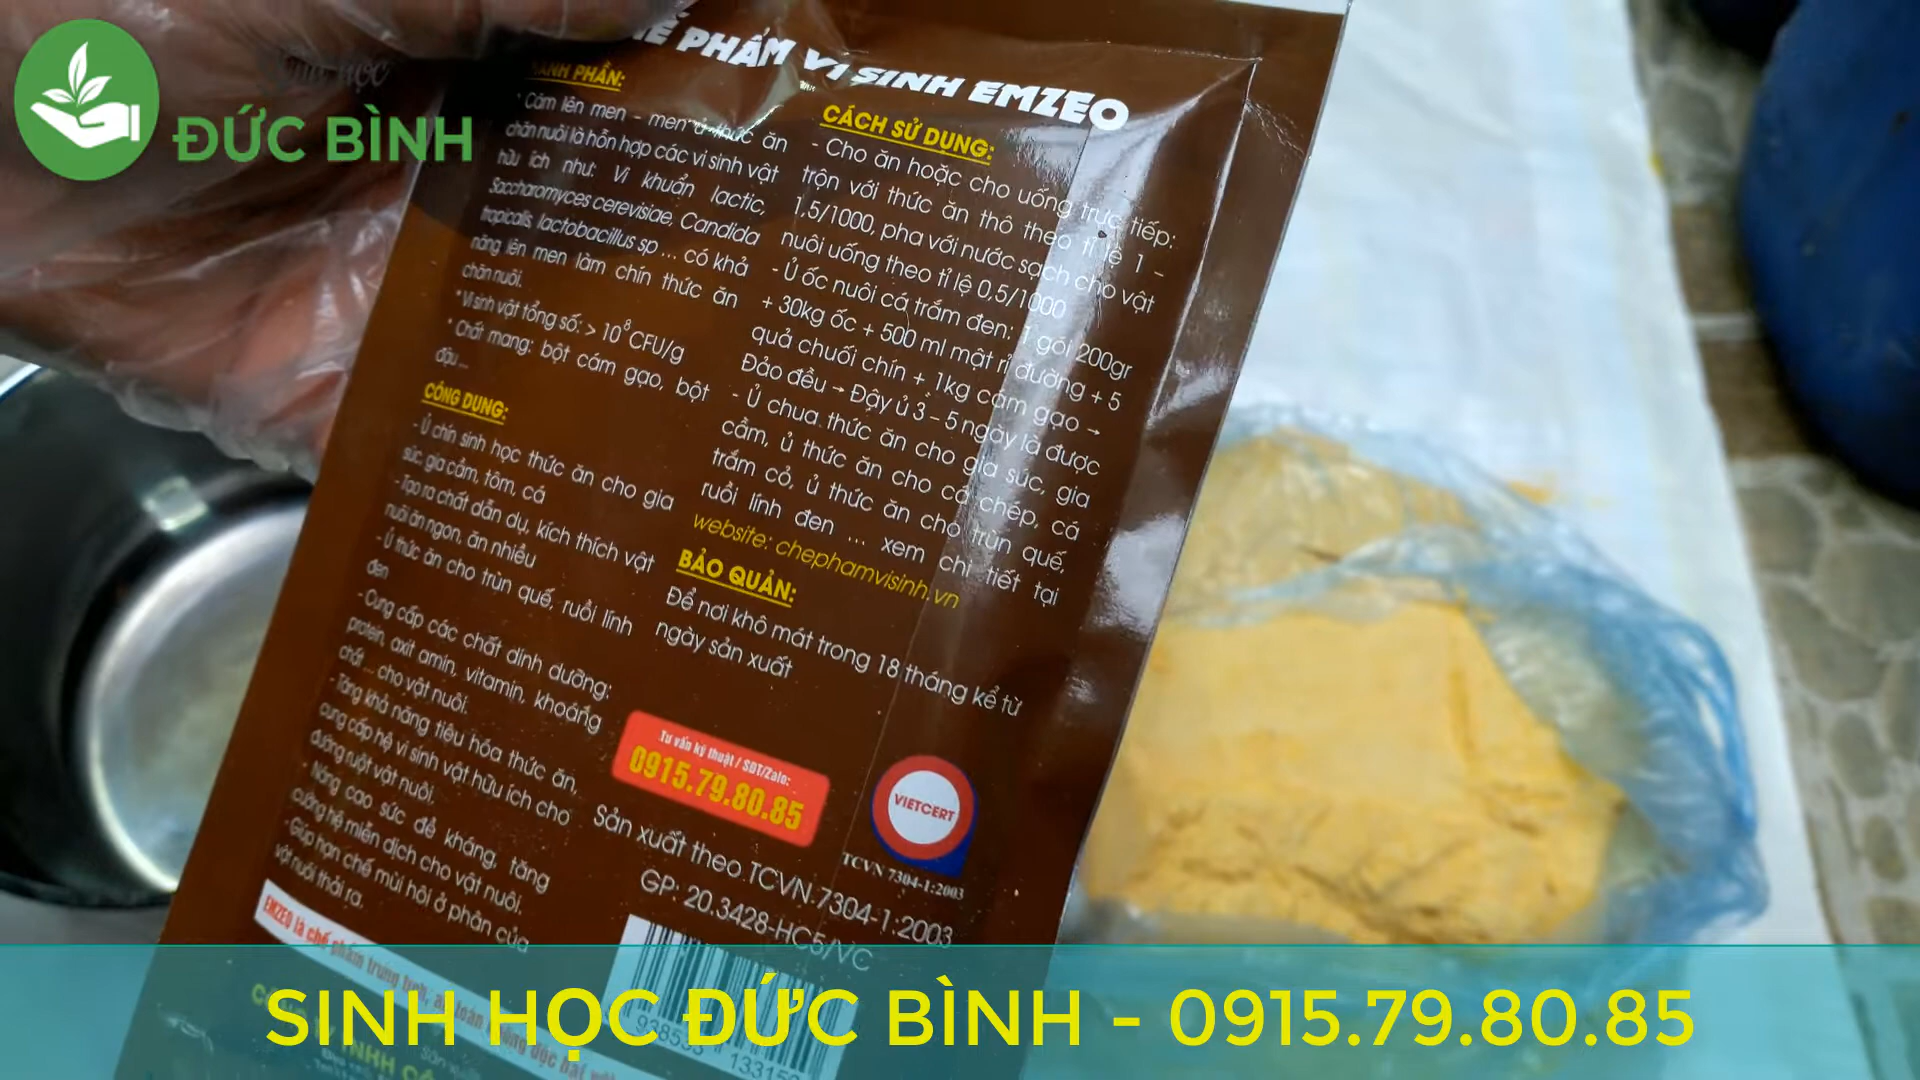 Sinh học
ĐỨC BÌNH
PHẨM VI SINH EMZEO
PHẦN:
* Cám lên men - men ủ thức ăn
chăn nuôi là hỗn hợp các vi sinh vật
hữu ích như: Vi khuẩn lactic,
Saccharomyces cerevisiae, Candida
tropicalis, lactobacillus sp ... có khả
năng lên men làm chín thức ăn
chăn nuôi.
* Vi sinh vật tổng số: > 10⁸ CFU/g
* Chất mang: bột cám gạo, bột
đậu ...
CÔNG DỤNG:
- Ủ chín sinh học thức ăn cho gia
súc, gia cầm, tôm, cá
- Tạo ra chất dẫn dụ, kích thích vật
nuôi ăn ngon, ăn nhiều
- Ủ thức ăn cho trùn quế, ruồi lính
đen
- Cung cấp các chất dinh dưỡng:
protein, axit amin, vitamin, khoáng
chất ... cho vật nuôi.
- Tăng khả năng tiêu hóa thức ăn,
cung cấp hệ vi sinh vật hữu ích cho
đường ruột vật nuôi.
- Nâng cao sức đề kháng, tăng
cường hệ miễn dịch cho vật nuôi.
- Giúp hạn chế mùi hôi ở phân của
vật nuôi thải ra.
CÁCH SỬ DỤNG:
- Cho ăn hoặc cho uống trực tiếp:
trộn với thức ăn thô theo tỉ lệ 1 -
1,5/1000, pha với nước sạch cho vật
nuôi uống theo tỉ lệ 0,5/1000
- Ủ ốc nuôi cá trắm đen: 1 gói 200gr
+ 30kg ốc + 500 ml mật rỉ đường + 5
quả chuối chín + 1kg cám gạo →
Đảo đều → Đậy ủ 3 - 5 ngày là được
- Ủ chua thức ăn cho gia súc, gia
cầm, ủ thức ăn cho cá chép, cá
trắm cỏ, ủ thức ăn cho trùn quế,
ruồi lính đen ... xem chi tiết tại
website: chephamvisinh.vn
BẢO QUẢN:
Để nơi khô mát trong 18 tháng kể từ
ngày sản xuất
Tư vấn kỹ thuật / SĐT/Zalo:
0915.79.80.85
VIETCERT
TCVN 7304-1:2003
Sản xuất theo TCVN 7304-1:2003
GP: 20.3428-HC5/VC
EMZEO là chế phẩm trung tính, an toàn
SINH HỌC ĐỨC BÌNH - 0915.79.80.85